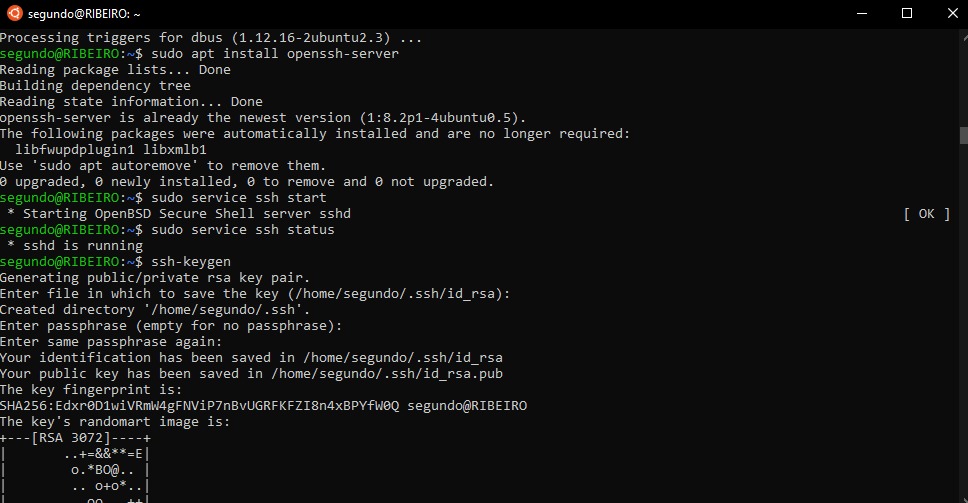 segundo@RIBEIRO: ~
Processing triggers for dbus (1.12.16-2ubuntu2.3) ...
segundo@RIBEIRO:~$ sudo apt install openssh-server
Reading package lists... Done
Building dependency tree
Reading state information... Done
openssh-server is already the newest version (1:8.2p1-4ubuntu0.5).
The following packages were automatically installed and are no longer required:
  libfwupdplugin1 libxmlb1
Use 'sudo apt autoremove' to remove them.
0 upgraded, 0 newly installed, 0 to remove and 0 not upgraded.
segundo@RIBEIRO:~$ sudo service ssh start
 * Starting OpenBSD Secure Shell server sshd [ OK ]
segundo@RIBEIRO:~$ sudo service ssh status
 * sshd is running
segundo@RIBEIRO:~$ ssh-keygen
Generating public/private rsa key pair.
Enter file in which to save the key (/home/segundo/.ssh/id_rsa):
Created directory '/home/segundo/.ssh'.
Enter passphrase (empty for no passphrase):
Enter same passphrase again:
Your identification has been saved in /home/segundo/.ssh/id_rsa
Your public key has been saved in /home/segundo/.ssh/id_rsa.pub
The key fingerprint is:
SHA256:Edxr0D1wiVRmW4gFNViP7nBvUGRFKFZI8n4xBPYfW0Q segundo@RIBEIRO
The key's randomart image is:
+---[RSA 3072]----+
|       ..+=&&**=E|
|        o.*BO@.. |
|        .. o+o*..|
|          oo   ++|